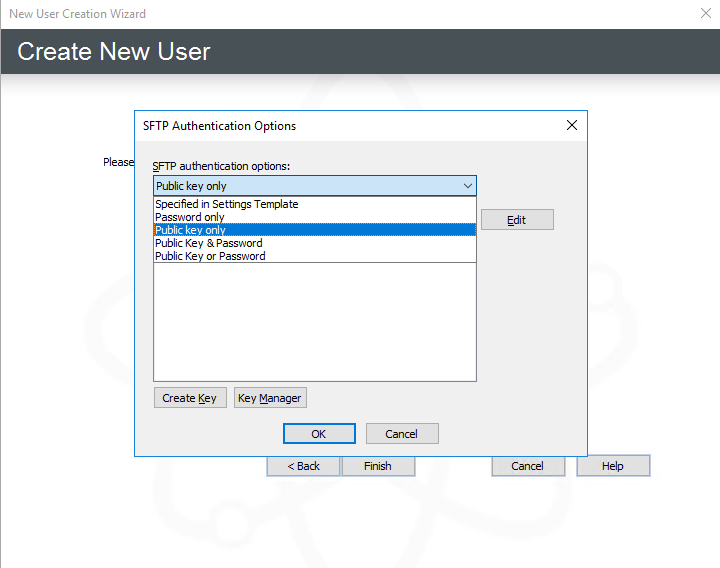 New User Creation Wizard
Create New User
SFTP Authentication Options
Please
SFTP authentication options:
Public key only
Specified in Settings Template
Password only
Public key only
Public Key & Password
Public Key or Password
Edit
Create Key
Key Manager
OK
Cancel
< Back
Finish
Cancel
Help